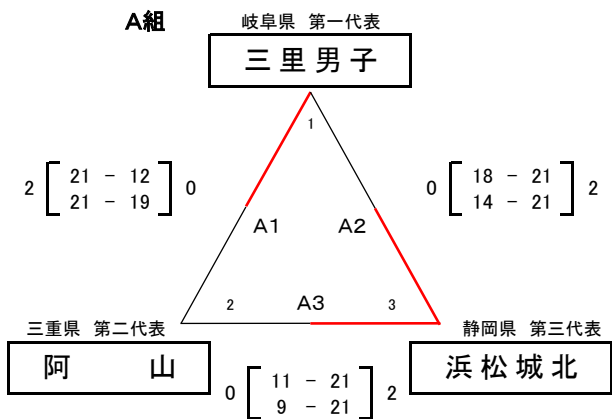 A組
岐阜県 第一代表
三里男子
1
2 [ 21 - 12 ] 0
21 - 19
0 [ 18 - 21 ] 2
14 - 21
A1 A2
2 A3 3
三重県 第二代表
阿 山
静岡県 第三代表
浜松城北
0 [ 11 - 21 ] 2
9 - 21